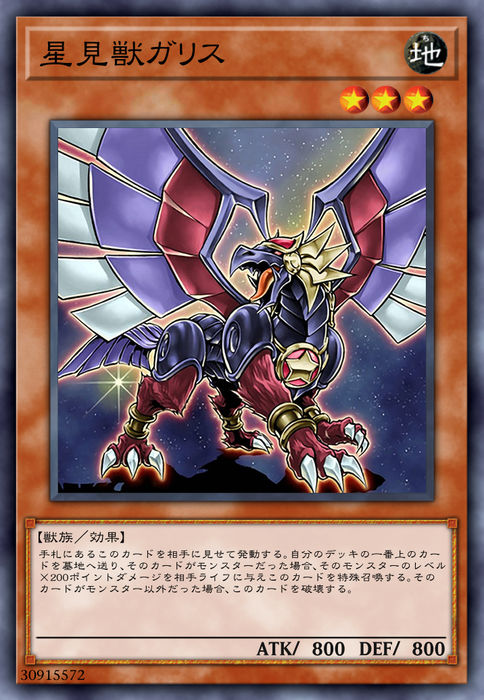 星見獣ガリス
ち
地
【獣族／効果】
手札にあるこのカードを相手に見せて発動する。自分のデッキの一番上のカー
ドを墓地へ送り、そのカードがモンスターだった場合、そのモンスターのレベル
×200ポイントダメージを相手ライフに与えこのカードを特殊召喚する。その
カードがモンスター以外だった場合、このカードを破壊する。
ATK/ 800 DEF/ 800
30915572